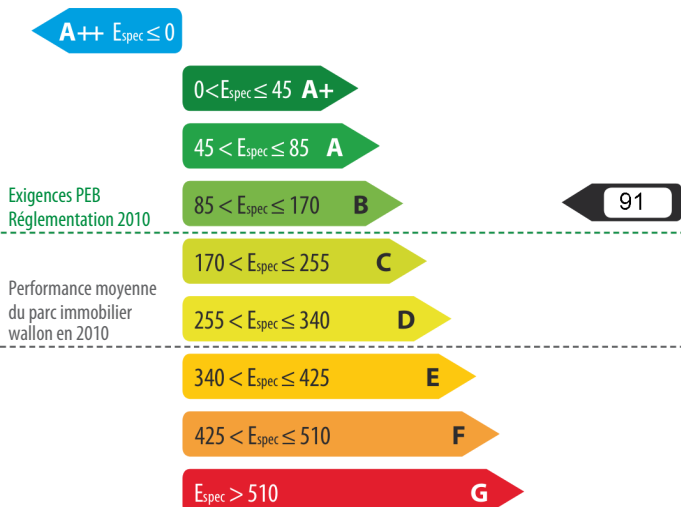 A++ Espec ≤ 0
0<Espec ≤ 45 A+
45 < Espec ≤ 85 A
Exigences PEB
Réglementation 2010
85 < Espec ≤ 170 B
91
170 < Espec ≤ 255 C
Performance moyenne
du parc immobilier
wallon en 2010
255 < Espec ≤ 340 D
340 < Espec ≤ 425 E
425 < Espec ≤ 510 F
Espec > 510 G